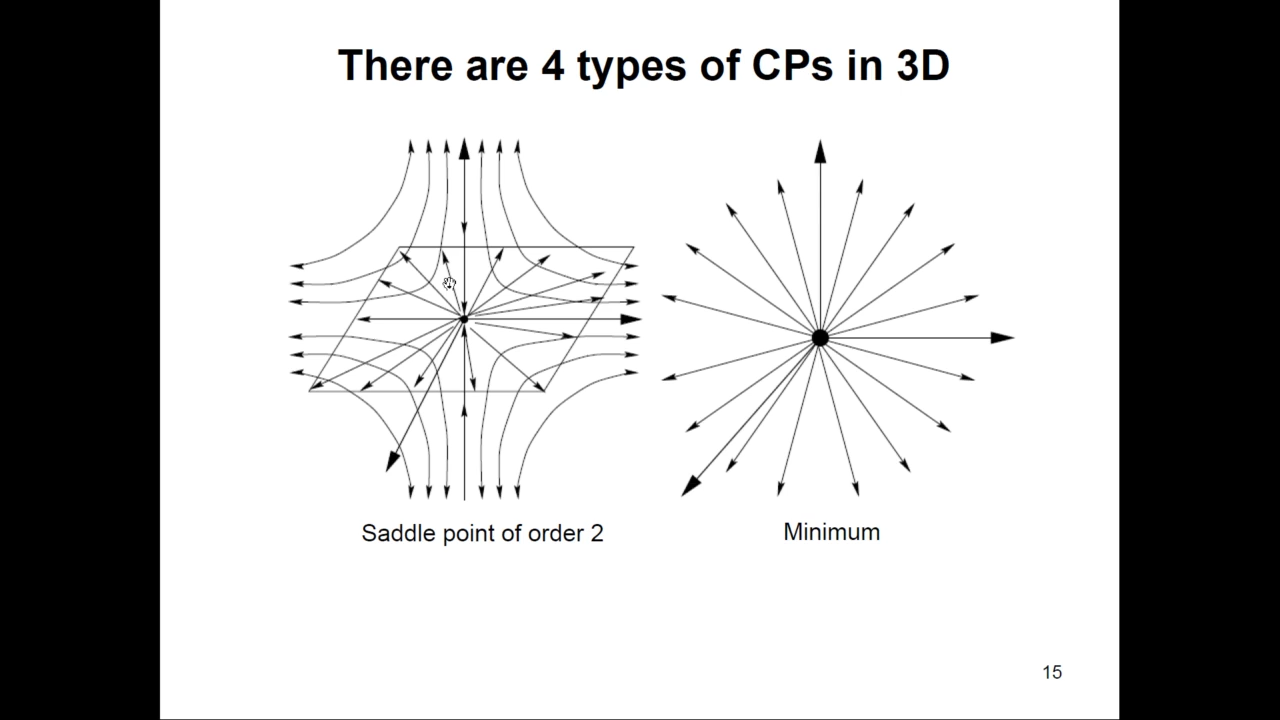 There are 4 types of CPs in 3D
Saddle point of order 2
Minimum
15